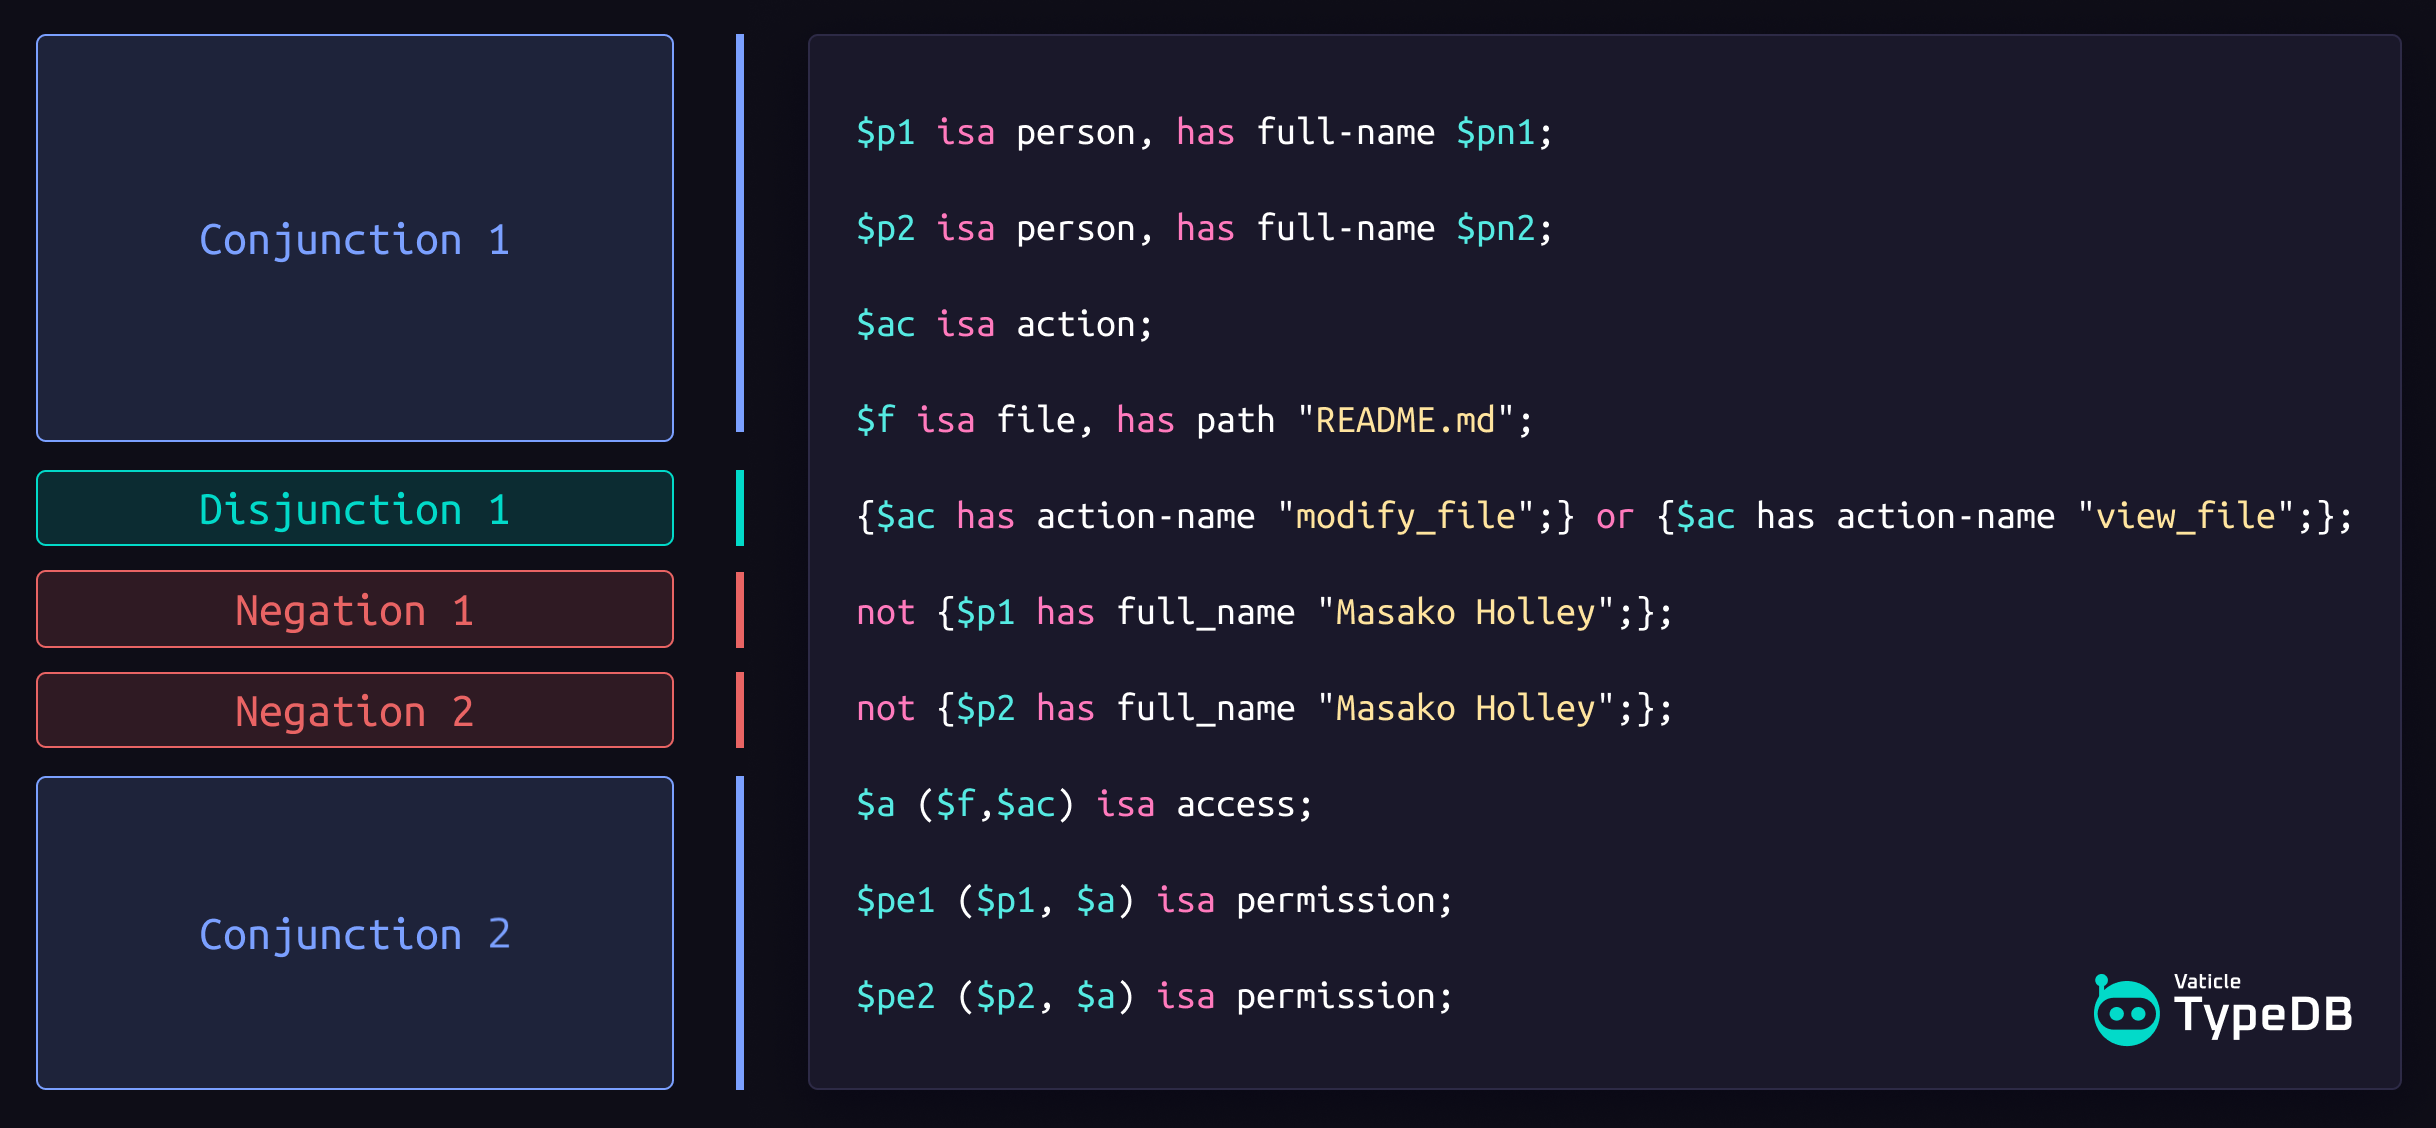 Conjunction 1
Disjunction 1
Negation 1
Negation 2
Conjunction 2
$p1 isa person, has full-name $pn1;
$p2 isa person, has full-name $pn2;
$ac isa action;
$f isa file, has path "README.md";
{$ac has action-name "modify_file";} or {$ac has action-name "view_file";};
not {$p1 has full_name "Masako Holley";};
not {$p2 has full_name "Masako Holley";};
$a ($f,$ac) isa access;
$pe1 ($p1, $a) isa permission;
$pe2 ($p2, $a) isa permission;
Vaticle
TypeDB